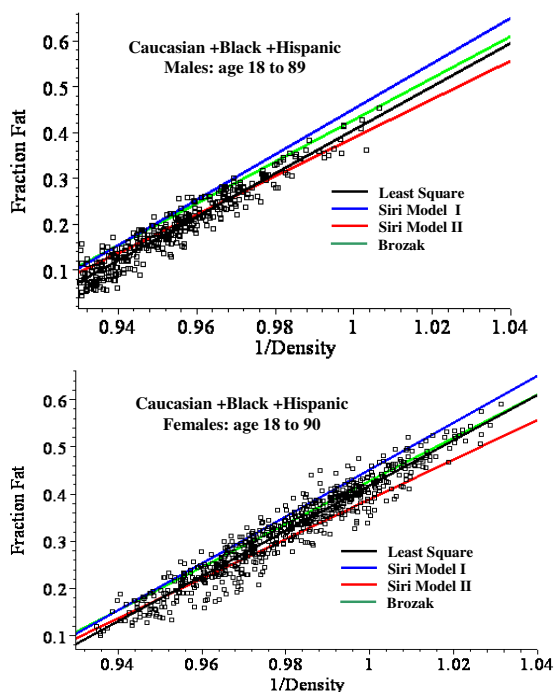 Caucasian +Black +Hispanic
Males: age 18 to 89
Fraction Fat
0.6
0.5
0.4
0.3
0.2
0.1
Least Square
Siri Model I
Siri Model II
Brozak
0.94 0.96 0.98 1 1.02 1.04
1/Density
Caucasian +Black +Hispanic
Females: age 18 to 90
Fraction Fat
0.6
0.5
0.4
0.3
0.2
0.1
Least Square
Siri Model I
Siri Model II
Brozak
0.94 0.96 0.98 1 1.02 1.04
1/Density